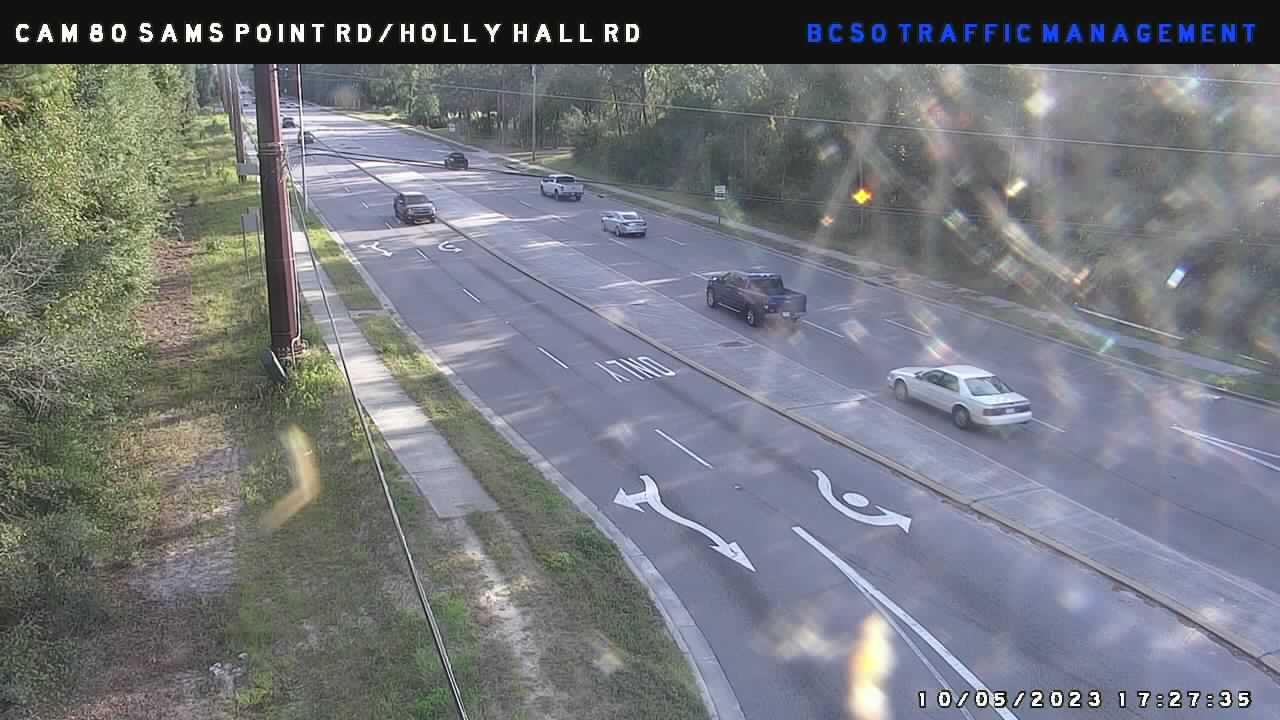 CAM 80 SAMS POINT RD/HOLLY HALL RD
BCSO TRAFFIC MANAGEMENT
ONLY
10/05/2023 17:27:35